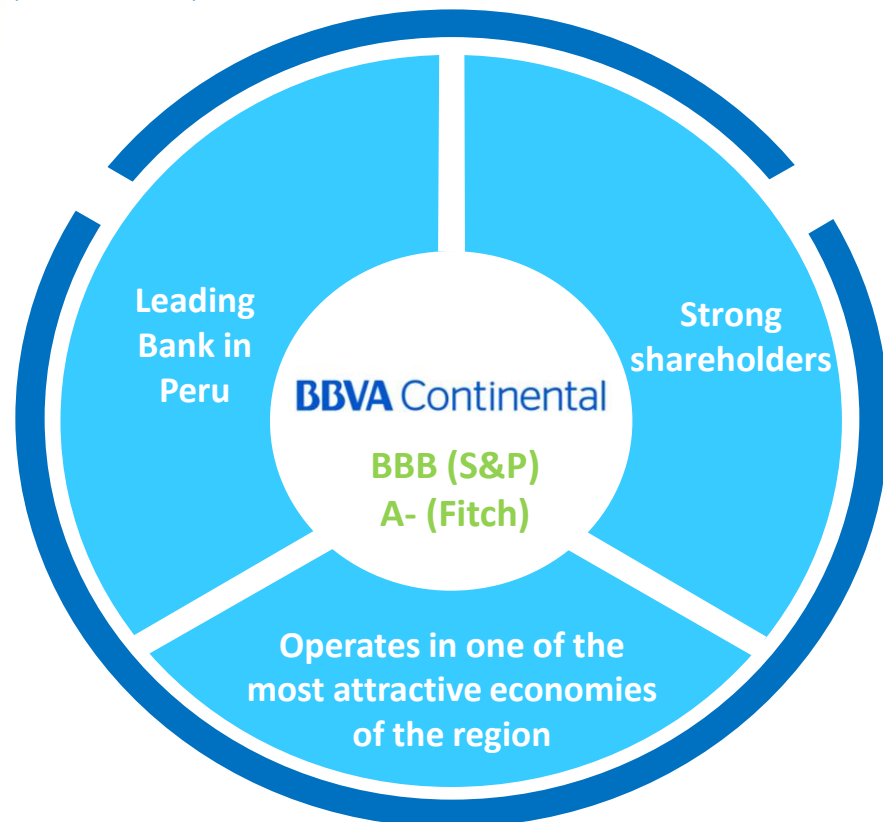 Leading
Bank in
Peru
Strong
shareholders
BBVA Continental
BBB (S&P)
A- (Fitch)
Operates in one of the
most attractive economies
of the region